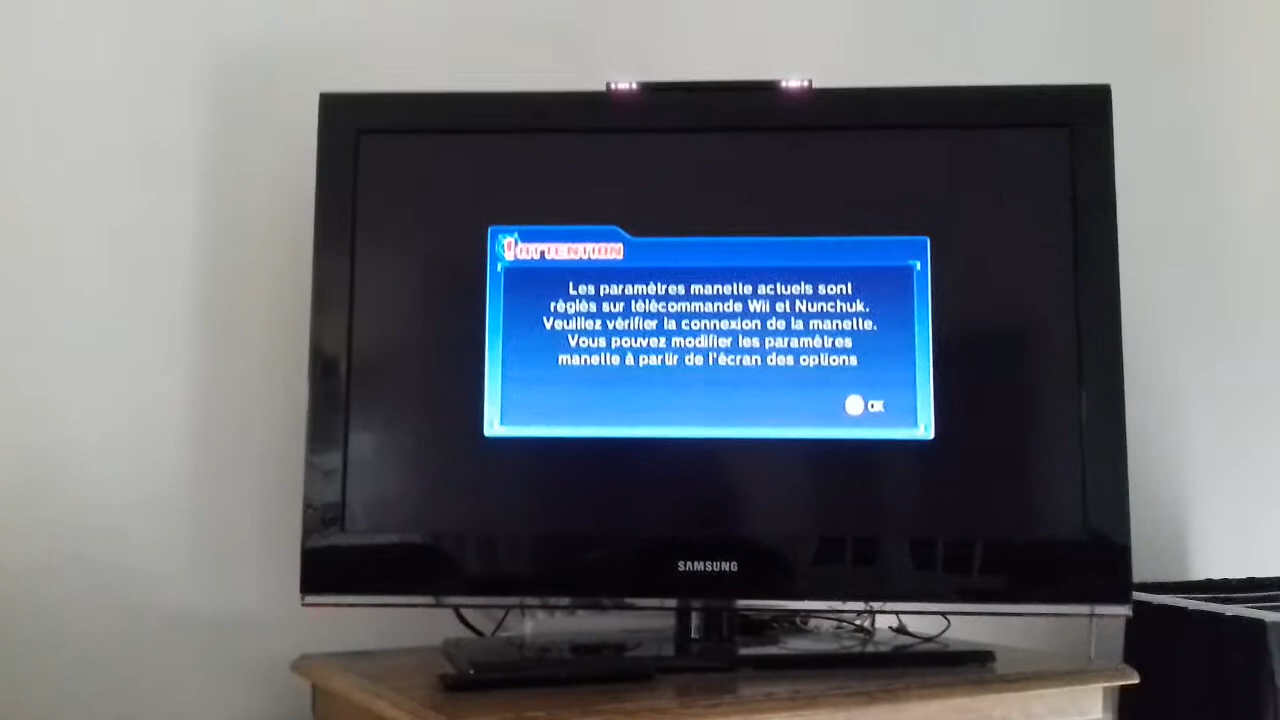 ATTENTION
Les paramètres manette actuels sont
réglés sur télécommande Wii et Nunchuk.
Veuillez vérifier la connexion de la manette.
Vous pouvez modifier les paramètres
manette à partir de l'écran des options
OK
SAMSUNG